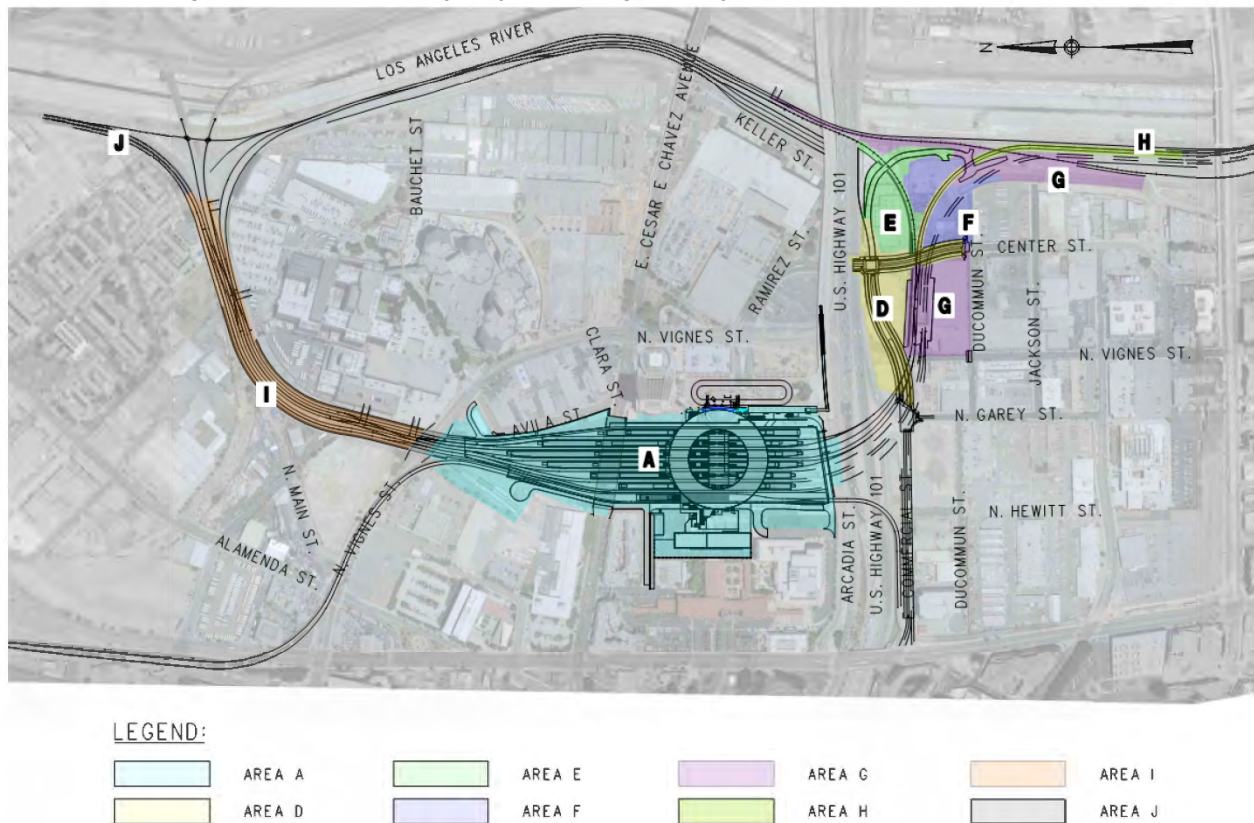 LOS ANGELES RIVER
N
J
BAUCHET ST.
E. CESAR E CHAVEZ AVENUE
KELLER ST.
H
G
U.S. HIGHWAY 101
E
F
CENTER ST.
RAMIREZ ST.
D
G
DUCOMMUN ST.
JACKSON ST.
N. VIGNES ST.
N. VIGNES ST.
CLARA ST.
I
AVILA ST.
N. GAREY ST.
A
N. MAIN ST.
N. VIGNES ST.
ALAMENDA ST.
ARCADIA ST.
U.S. HIGHWAY 101
COMMERCIAL ST.
DUCOMMUN ST.
N. HEWITT ST.
LEGEND:
AREA A
AREA E
AREA G
AREA I
AREA D
AREA F
AREA H
AREA J